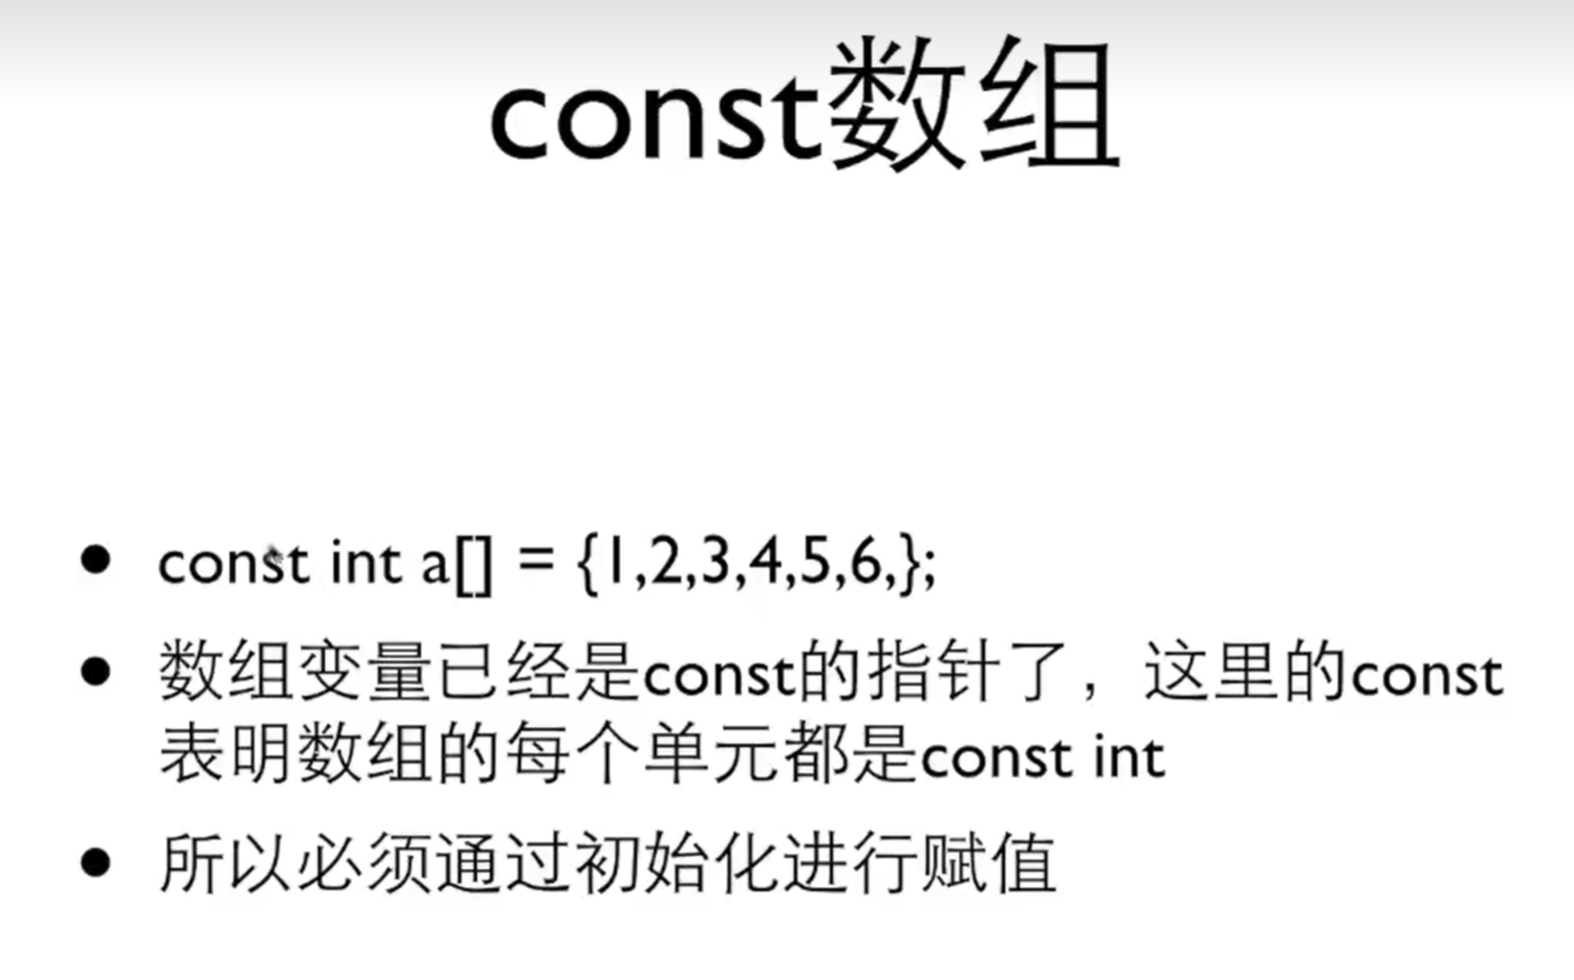 const数组
const int a[] = {1,2,3,4,5,6,};
数组变量已经是const的指针了，这里的const
表明数组的每个单元都是const int
所以必须通过初始化进行赋值